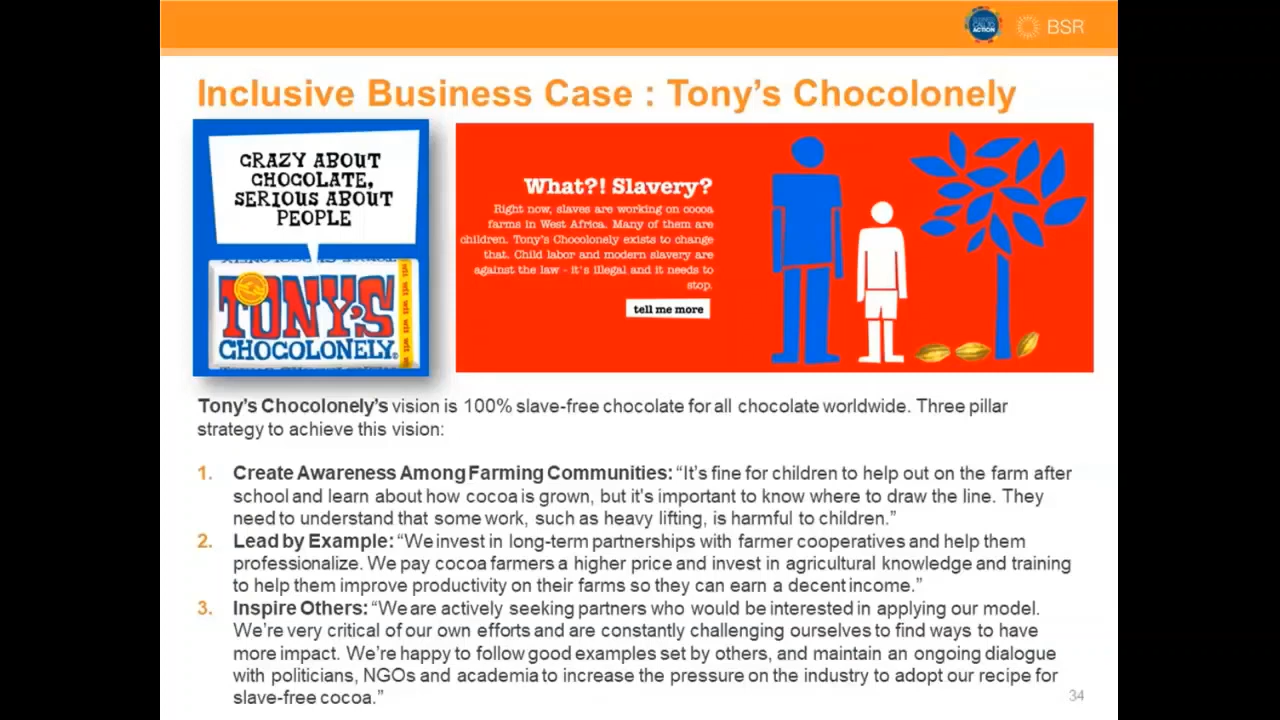 BUSINESS
CALL TO
ACTION
BSR
Inclusive Business Case : Tony's Chocolonely
CRAZY ABOUT
CHOCOLATE,
SERIOUS ABOUT
PEOPLE
TONY'S
CHOCOLONELY®
What?! Slavery?
Right now, slaves are working on cocoa
farms in West Africa. Many of them are
children. Tony's Chocolonely exists to change
that. Child labor and modern slavery are
against the law - it's illegal and it needs to
stop.
tell me more
Tony's Chocolonely's vision is 100% slave-free chocolate for all chocolate worldwide. Three pillar
strategy to achieve this vision:
1. Create Awareness Among Farming Communities: “It's fine for children to help out on the farm after
school and learn about how cocoa is grown, but it's important to know where to draw the line. They
need to understand that some work, such as heavy lifting, is harmful to children.”
2. Lead by Example: “We invest in long-term partnerships with farmer cooperatives and help them
professionalize. We pay cocoa farmers a higher price and invest in agricultural knowledge and training
to help them improve productivity on their farms so they can earn a decent income.”
3. Inspire Others: “We are actively seeking partners who would be interested in applying our model.
We're very critical of our own efforts and are constantly challenging ourselves to find ways to have
more impact. We're happy to follow good examples set by others, and maintain an ongoing dialogue
with politicians, NGOs and academia to increase the pressure on the industry to adopt our recipe for
slave-free cocoa.”
34